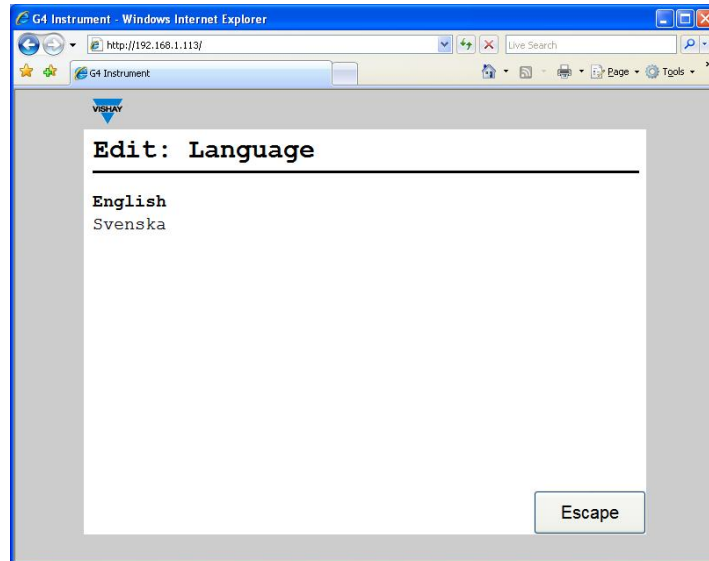 G4 Instrument - Windows Internet Explorer
http://192.168.1.113/
Live Search
G4 Instrument
Page
Tools
VISHAY
Edit: Language
English
Svenska
Escape